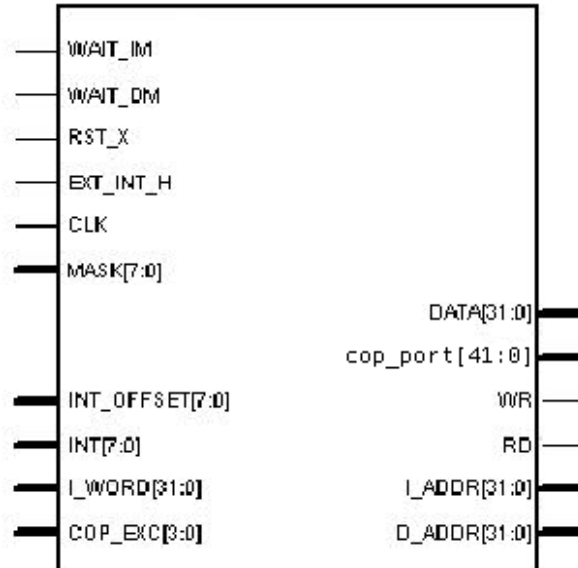 WAIT_IM
WAIT_DM
RST_X
EXT_INT_H
CLK
MASK[7:0]
DATA[31:0]
cop_port[41:0]
INT_OFFSET[7:0] WR
INT[7:0] RD
I_WORD[31:0] I_ADDR[31:0]
COP_EXC[3:0] D_ADDR[31:0]